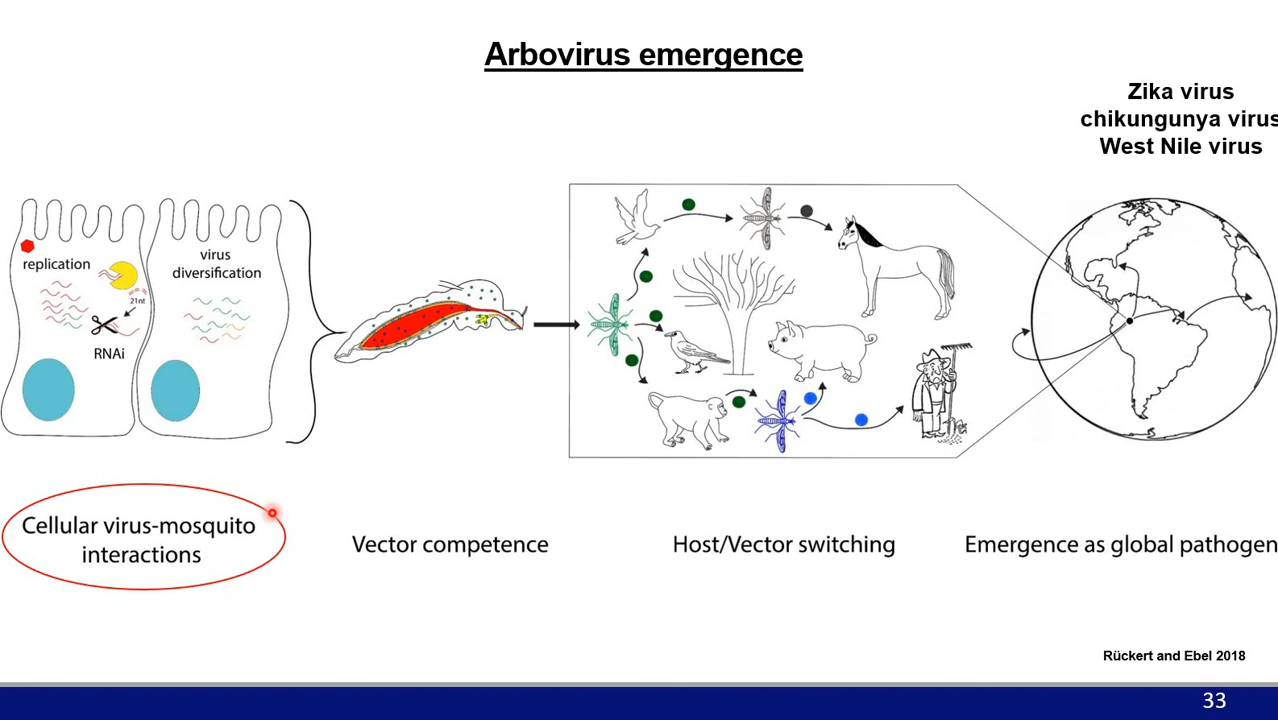 Arbovirus emergence
Zika virus
chikungunya virus
West Nile virus
replication
21nt
RNAi
virus
diversification
Cellular virus-mosquito
interactions
Vector competence
Host/Vector switching
Emergence as global pathogen
Rückert and Ebel 2018
33